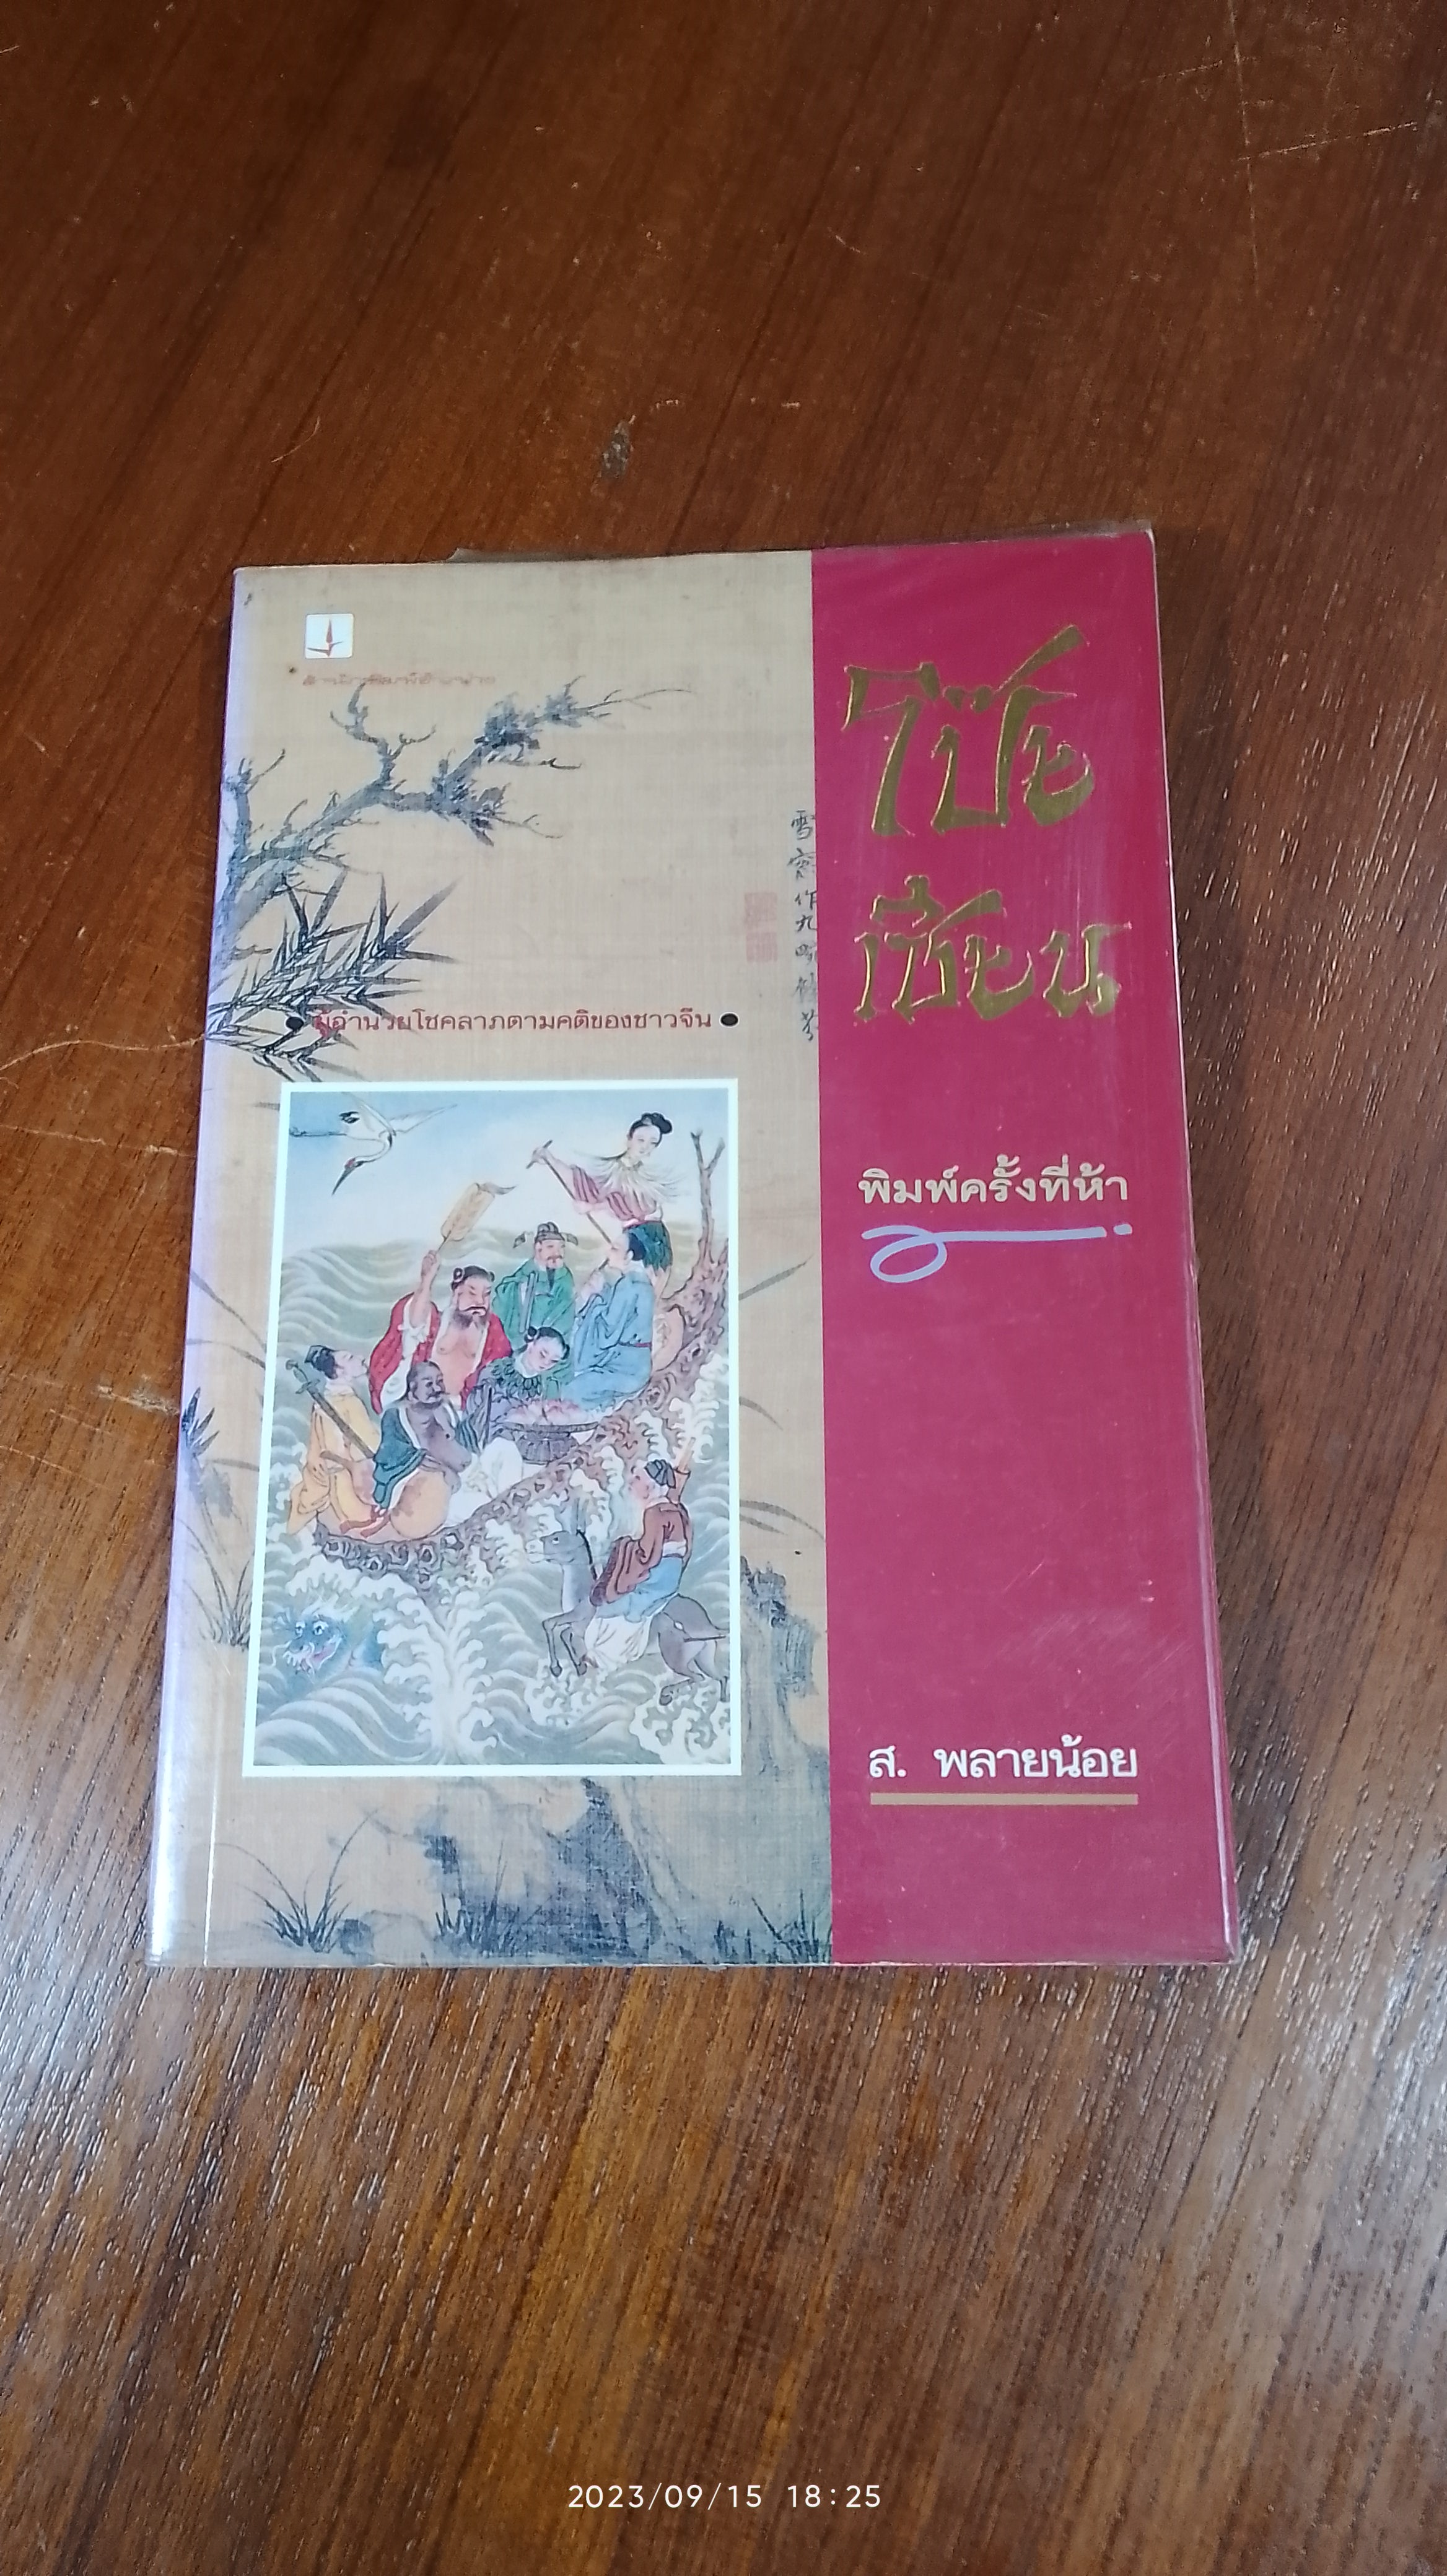 โป๊ย
เซียน
ผู้อำนวยโชคลาภตามคติของชาวจีน
พิมพ์ครั้งที่ห้า
ส. พลายน้อย
2023/09/15 18:25